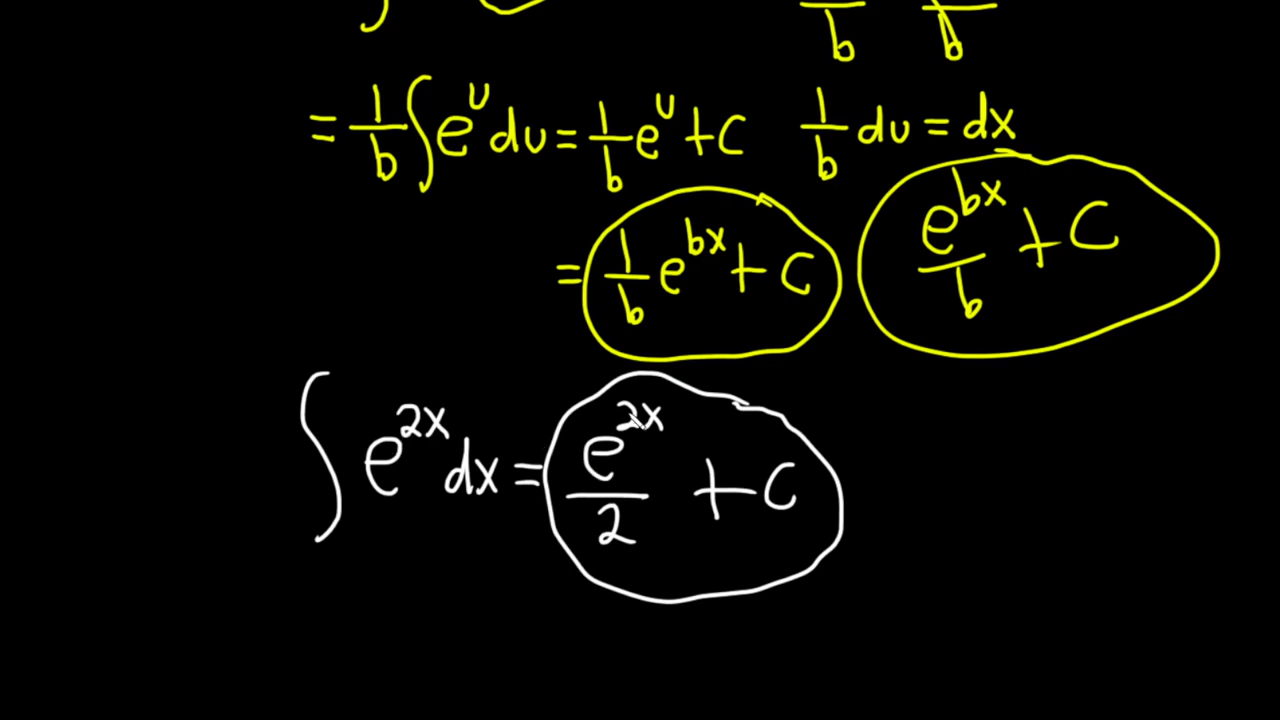 ∫ b b
= 1/b ∫ e^u du = 1/b e^u + C 1/b du = dx
= 1/b e^{bx} + C e^{bx}/b + C
∫ e^{2x} dx = e^{2x}/2 + C